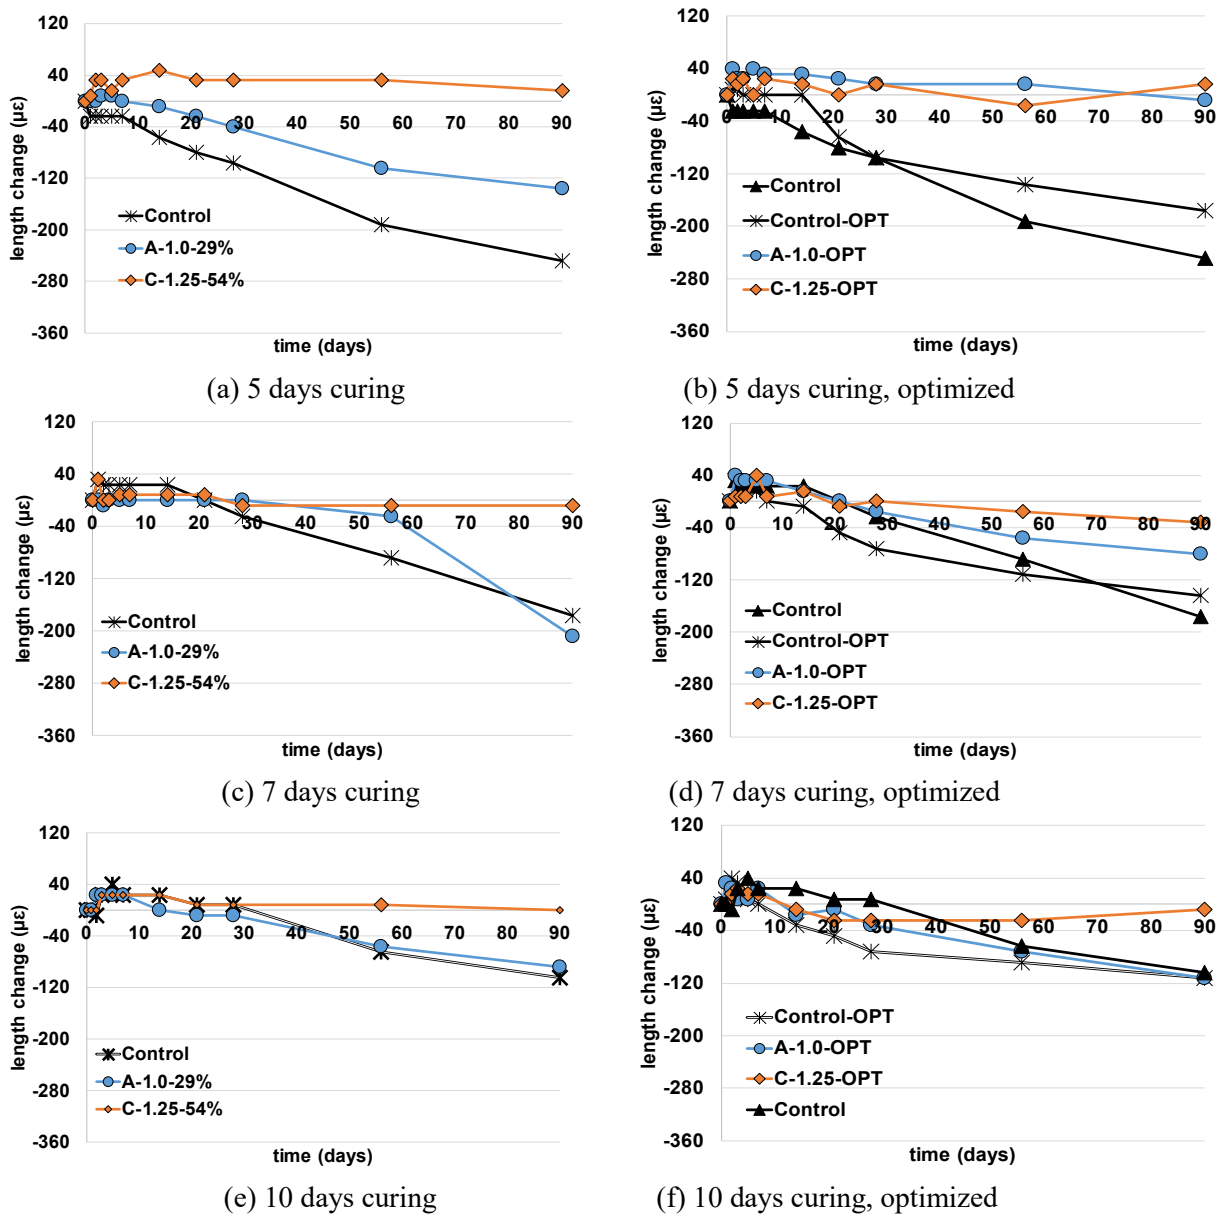 120
40
-40
-120
-200
-280
-360
0 10 20 30 40 50 60 70 80 90
length change (με)
Control
A-1.0-29%
C-1.25-54%
time (days)
(a) 5 days curing
120
40
-40
-120
-200
-280
-360
0 10 20 30 40 50 60 70 80 90
length change (με)
Control
Control-OPT
A-1.0-OPT
C-1.25-OPT
time (days)
(b) 5 days curing, optimized
120
40
-40
-120
-200
-280
-360
0 10 20 30 40 50 60 70 80 90
length change (με)
Control
A-1.0-29%
C-1.25-54%
time (days)
(c) 7 days curing
120
40
-40
-120
-200
-280
-360
0 10 20 30 40 50 60 70 80 90
length change (με)
Control
Control-OPT
A-1.0-OPT
C-1.25-OPT
time (days)
(d) 7 days curing, optimized
120
40
-40
-120
-200
-280
-360
0 10 20 30 40 50 60 70 80 90
length change (με)
Control
A-1.0-29%
C-1.25-54%
time (days)
(e) 10 days curing
120
40
-40
-120
-200
-280
-360
0 10 20 30 40 50 60 70 80 90
length change (με)
Control-OPT
A-1.0-OPT
C-1.25-OPT
Control
time (days)
(f) 10 days curing, optimized